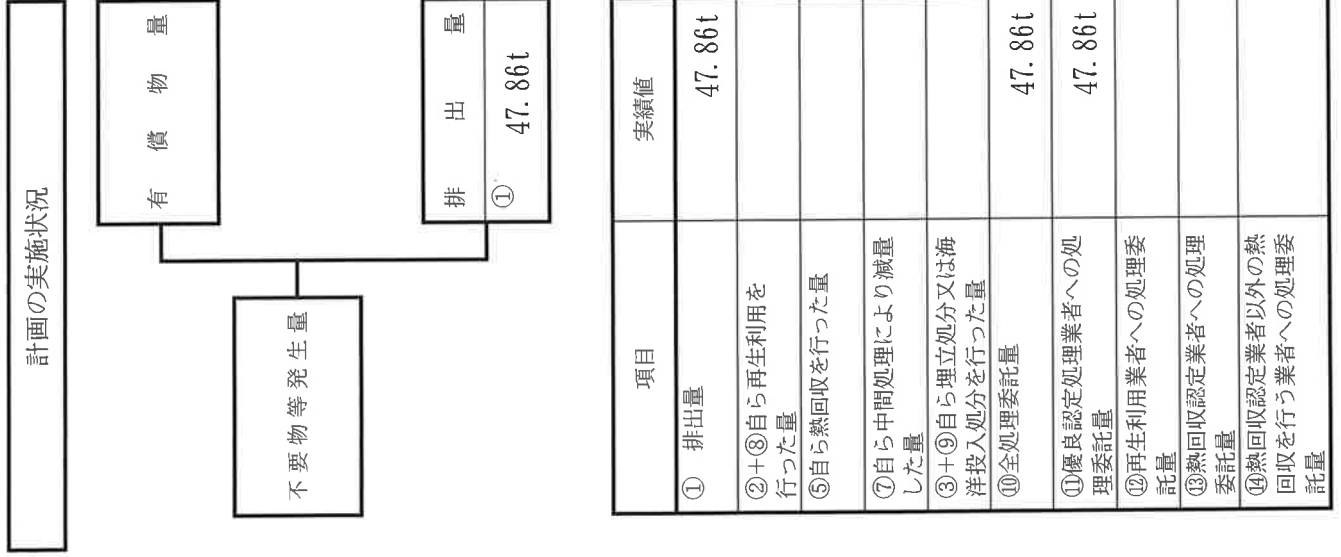 計画の実施状況
有償物量
不要物等発生量
排出量
① 47.86t
項目 実績値
① 排出量 47.86t
②+⑧自ら再生利用を
行った量
⑤自ら熱回収を行った量
⑦自ら中間処理により減量
した量
③+⑨自ら埋立処分又は海
洋投入処分を行った量
⑩全処理委託量 47.86t
⑪優良認定処理業者への処
理委託量 47.86t
⑫再生利用業者への処理委
託量
⑬熱回収認定業者への処理
委託量
⑭熱回収認定業者以外の熱
回収を行う業者への処理委
託量